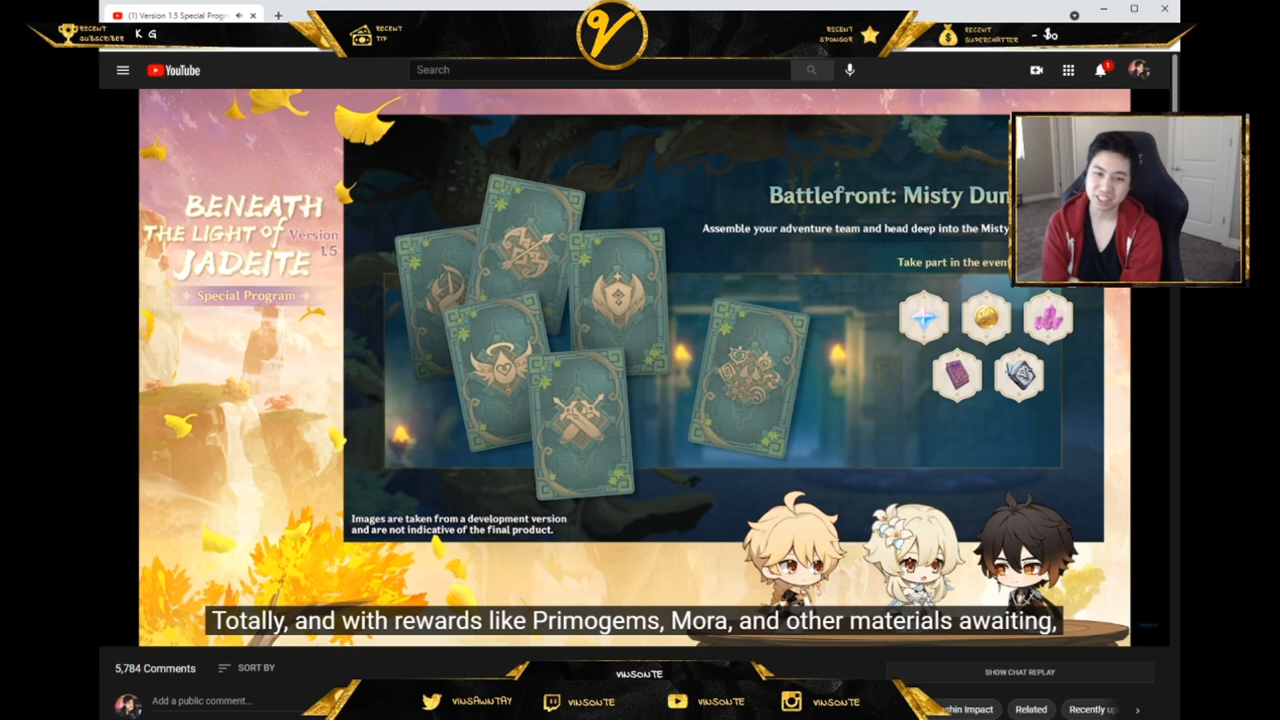 (1) Version 1.5 Special Progr
RECENT
SUBSCRIBER
K G
RECENT
TIP
V
RECENT
SPONSOR
RECENT
SUPERCHATTER
YouTube
Search
1
BENEATH
THE LIGHT of
JADEITE
Version
1.5
Special Program
Battlefront: Misty Dun
Assemble your adventure team and head deep into the Misty
Take part in the even
Images are taken from a development version
and are not indicative of the final product.
Totally, and with rewards like Primogems, Mora, and other materials awaiting,
5,784 Comments
SORT BY
VINSONTE
SHOW CHAT REPLAY
Add a public comment...
VINSAWNTAY
VINSONTE
VINSONTE
VINSONTE
shin Impact
Related
Recently up